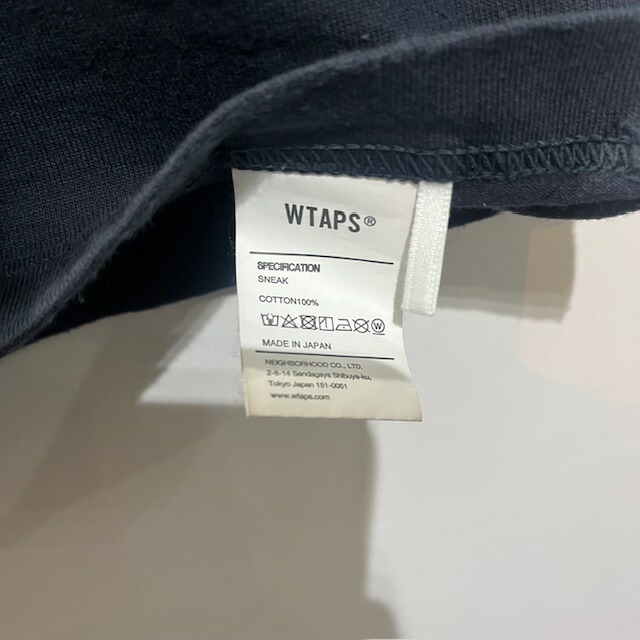 WTAPS®
SPECIFICATION
SNEAK
COTTON100%
MADE IN JAPAN
NEIGHBORHOOD CO., LTD.
2-6-14 Sendagaya Shibuya-ku,
Tokyo Japan 151-0051
www.wtaps.com